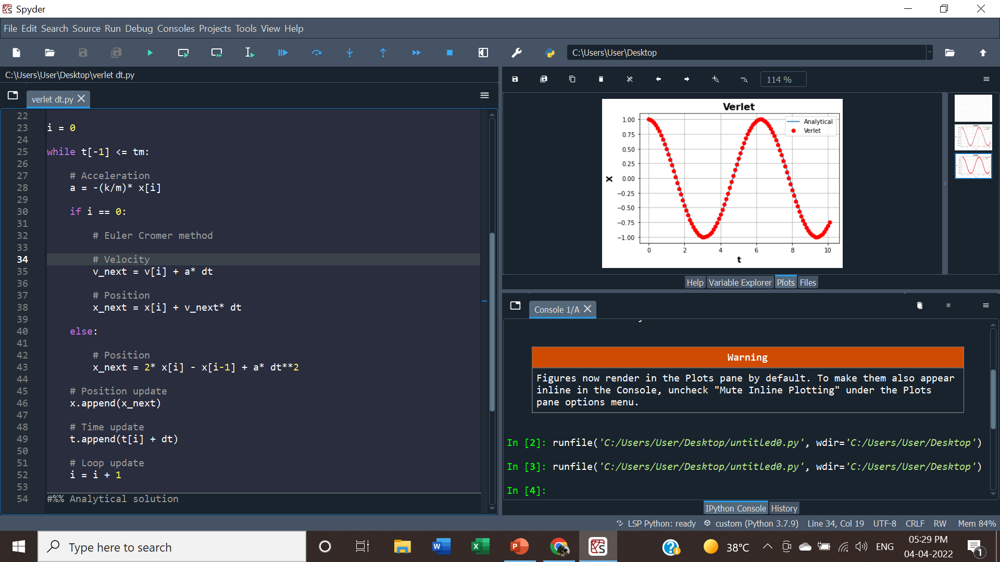 Spyder
File Edit Search Source Run Debug Consoles Projects Tools View Help
C:\Users\User\Desktop
C:\Users\User\Desktop\verlet dt.py
verlet dt.py
22
23 i = 0
24
25 while t[-1] <= tm:
26
27 # Acceleration
28 a = -(k/m)* x[i]
29
30 if i == 0:
31
32 # Euler Cromer method
33
34 # Velocity
35 v_next = v[i] + a* dt
36
37 # Position
38 x_next = x[i] + v_next* dt
39
40 else:
41
42 # Position
43 x_next = 2* x[i] - x[i-1] + a* dt**2
44
45 # Position update
46 x.append(x_next)
47
48 # Time update
49 t.append(t[i] + dt)
50
51 # Loop update
52 i = i + 1
53
54 #%% Analytical solution
114 %
Verlet
Analytical
Verlet
1.00
0.75
0.50
0.25
0.00
−0.25
−0.50
−0.75
−1.00
x
0 2 4 6 8 10
t
Help Variable Explorer Plots Files
Console 1/A
Warning
Figures now render in the Plots pane by default. To make them also appear
inline in the Console, uncheck "Mute Inline Plotting" under the Plots
pane options menu.
In [2]: runfile('C:/Users/User/Desktop/untitled0.py', wdir='C:/Users/User/Desktop')
In [3]: runfile('C:/Users/User/Desktop/untitled0.py', wdir='C:/Users/User/Desktop')
In [4]:
IPython Console History
LSP Python: ready custom (Python 3.7.9) Line 34, Col 19 UTF-8 CRLF RW Mem 84%
Type here to search
38°C
ENG
05:29 PM
04-04-2022
1